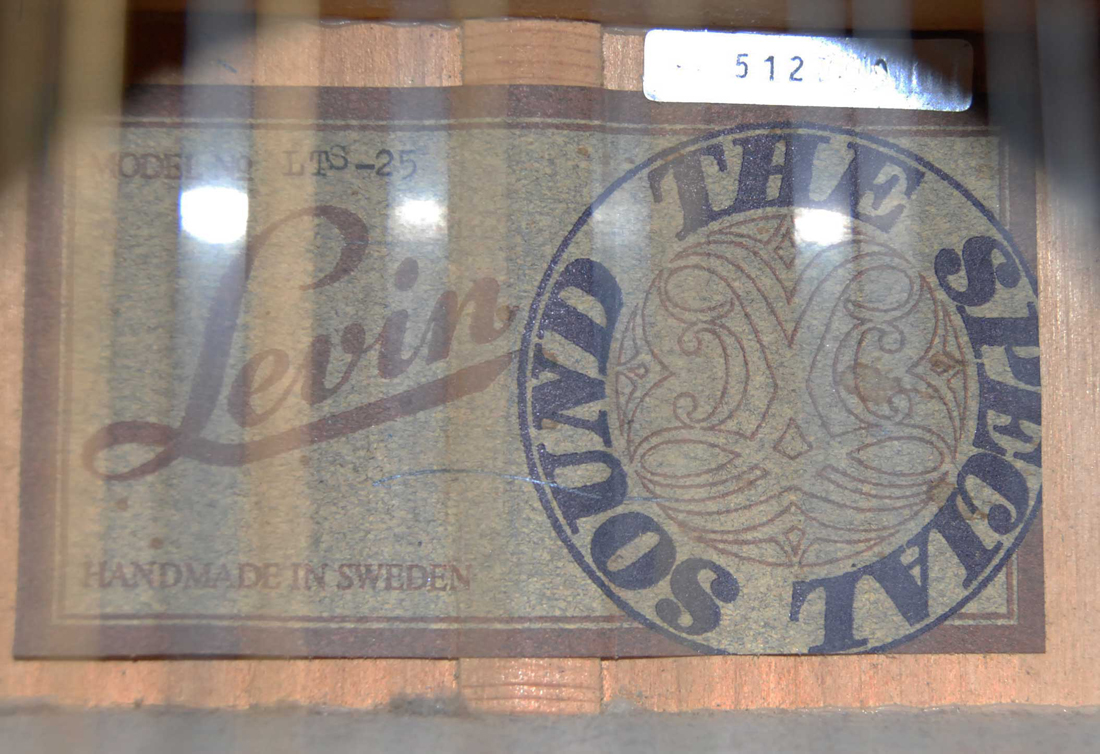 512
MODEL No LTS-25
Levin
HANDMADE IN SWEDEN
THE SPECIAL SOUND